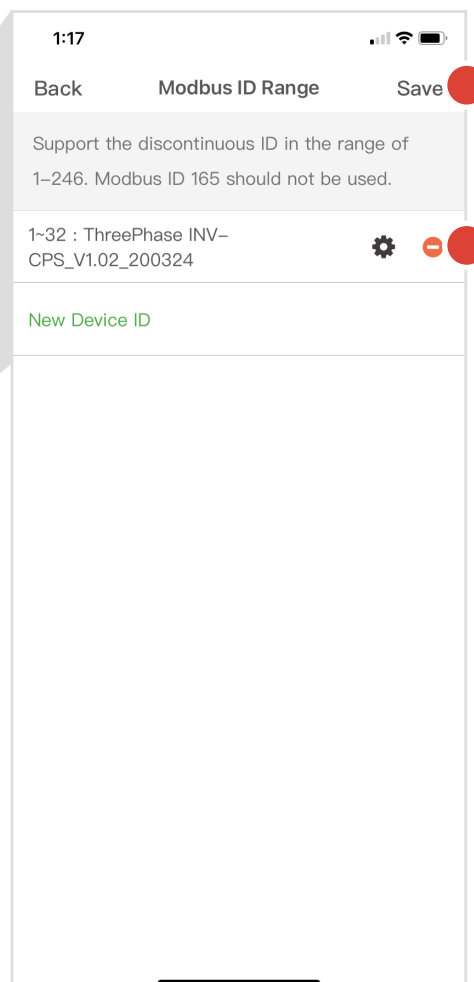 1:17
Back Modbus ID Range Save
Support the discontinuous ID in the range of
1-246. Modbus ID 165 should not be used.
1~32 : ThreePhase INV-
CPS_V1.02_200324
New Device ID